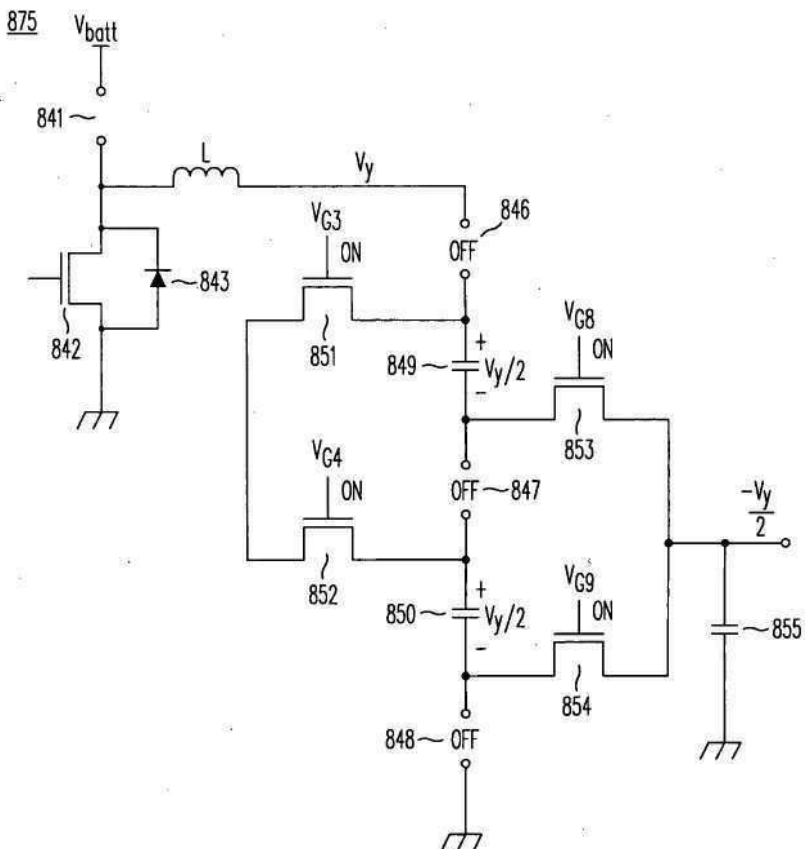 875
Vbatt
841
L
Vy
846
OFF
VG3
ON
843
842
851
+
849
Vy/2
-
VG8
ON
853
VG4
ON
OFF
847
-Vy/2
852
+
850
Vy/2
-
VG9
ON
855
854
848
OFF